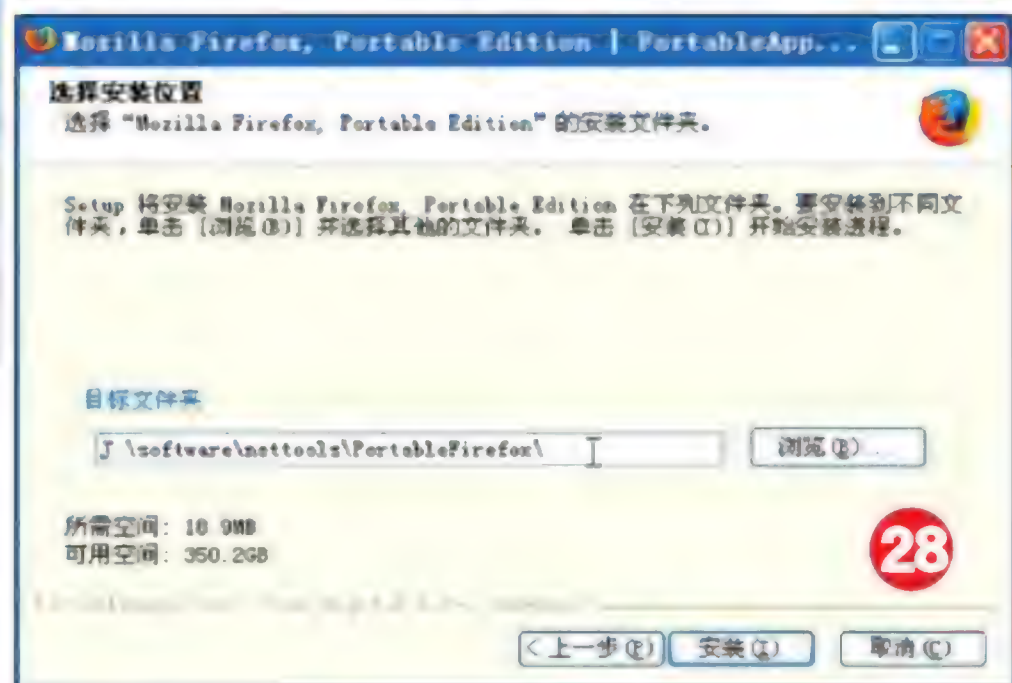 Mozilla Firefox, Portable Edition | PortableApp...
选择安装位置
选择 “Mozilla Firefox, Portable Edition” 的安装文件夹。
Setup 将安装 Mozilla Firefox, Portable Edition 在下列文件夹。要安装到不同文
件夹，单击 [浏览(B)] 并选择其他的文件夹。 单击 [安装(I)] 开始安装进程。
目标文件夹
J \software\nettools\PortableFirefox\
浏览(B)...
所需空间: 18 9MB
可用空间: 350.2GB
28
< 上一步(P)
安装(I)
取消(C)